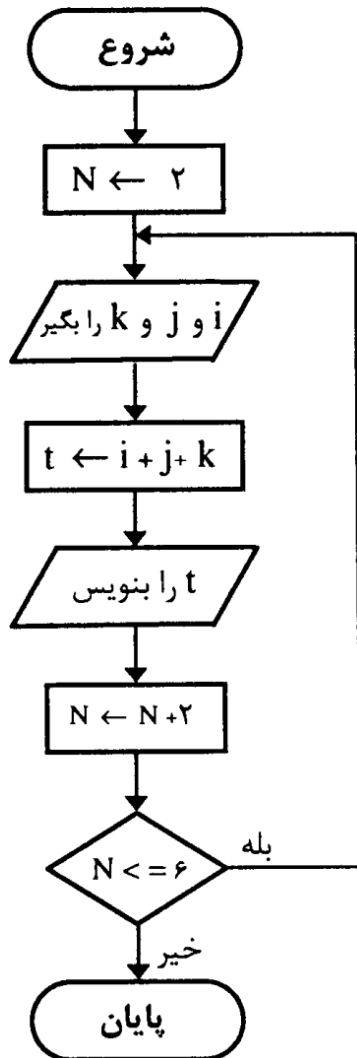 شروع
N ← ۲
i و j و k را بگیر
t ← i + j + k
t را بنویس
N ← N +۲
N < = ۶
بله
خیر
پایان